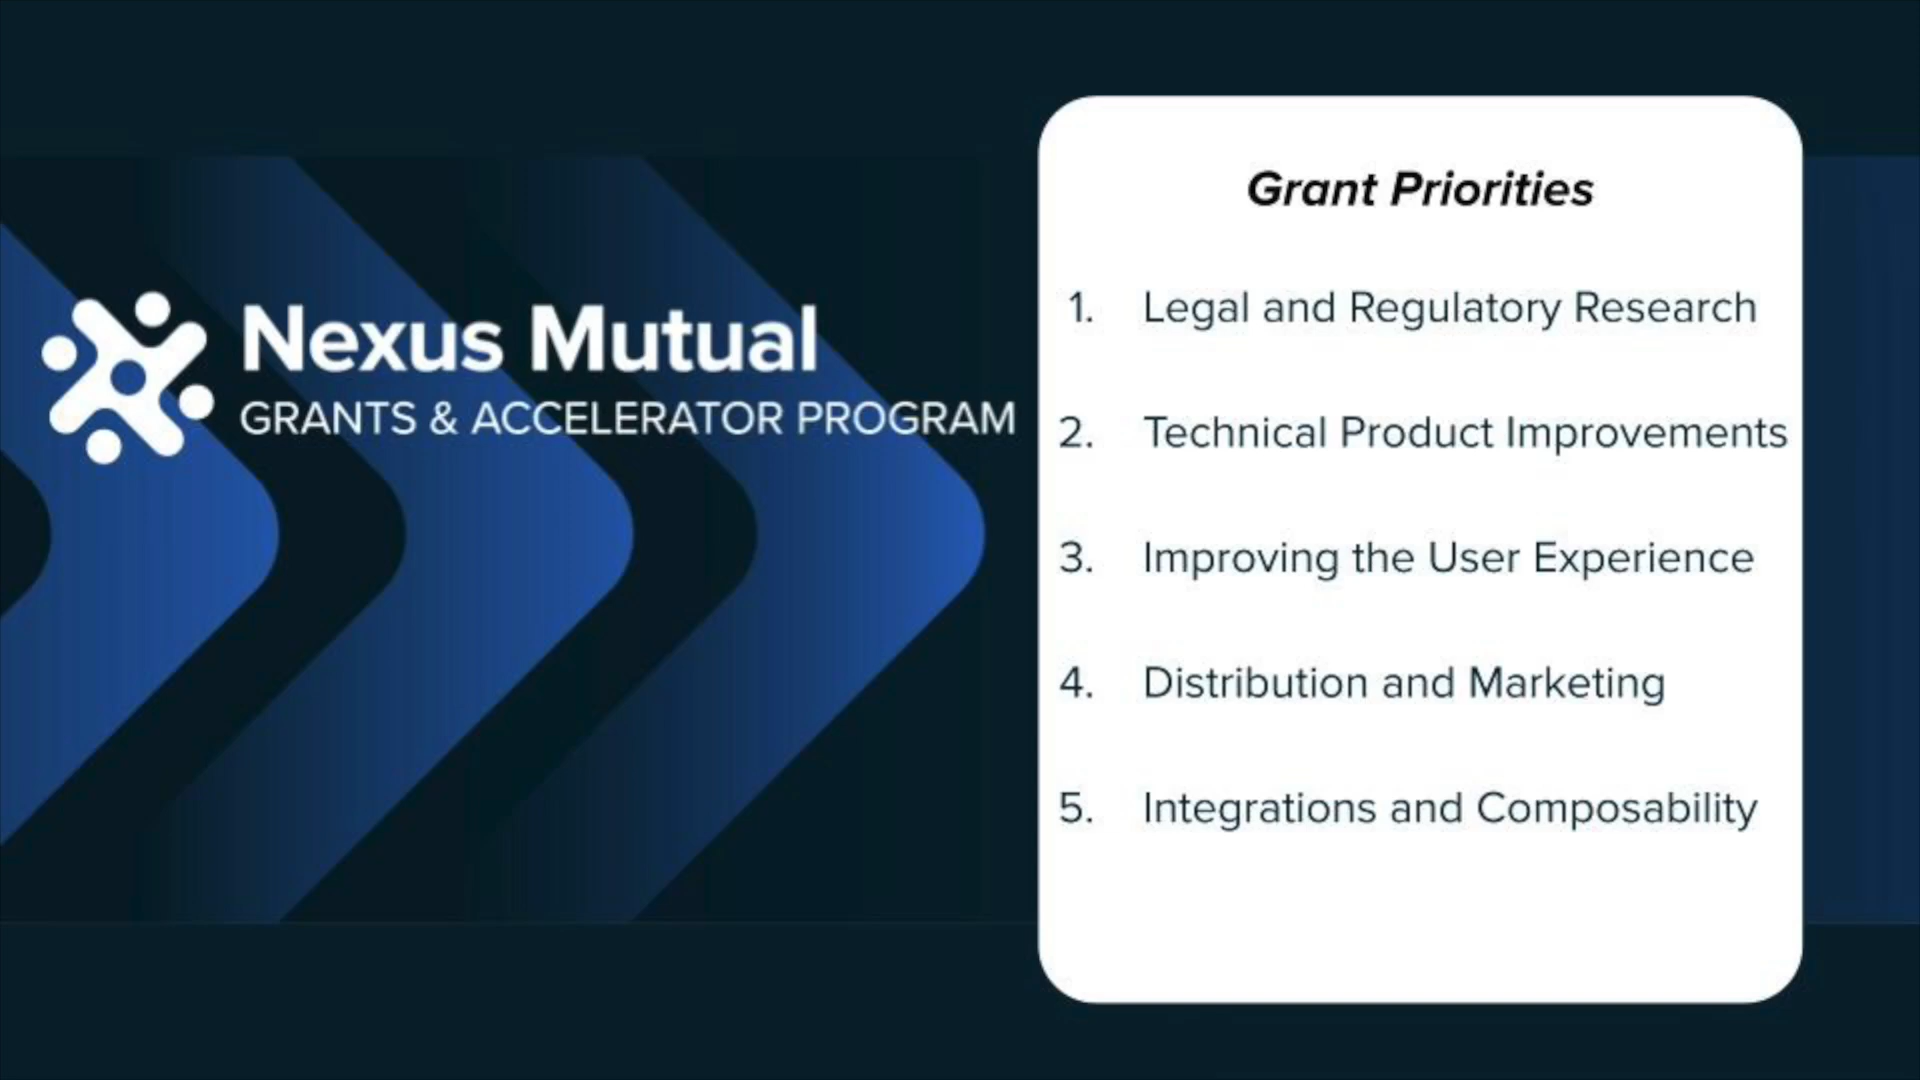 Nexus Mutual
GRANTS & ACCELERATOR PROGRAM
Grant Priorities
1. Legal and Regulatory Research
2. Technical Product Improvements
3. Improving the User Experience
4. Distribution and Marketing
5. Integrations and Composability